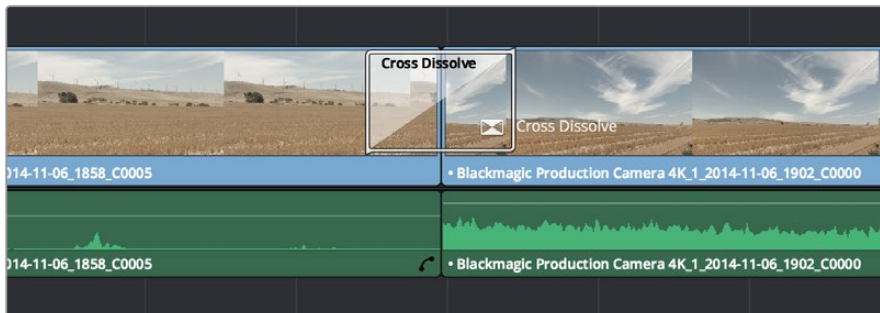 Cross Dissolve
Cross Dissolve
014-11-06_1858_C0005
• Blackmagic Production Camera 4K_1_2014-11-06_1902_C0000
014-11-06_1858_C0005
• Blackmagic Production Camera 4K_1_2014-11-06_1902_C0000